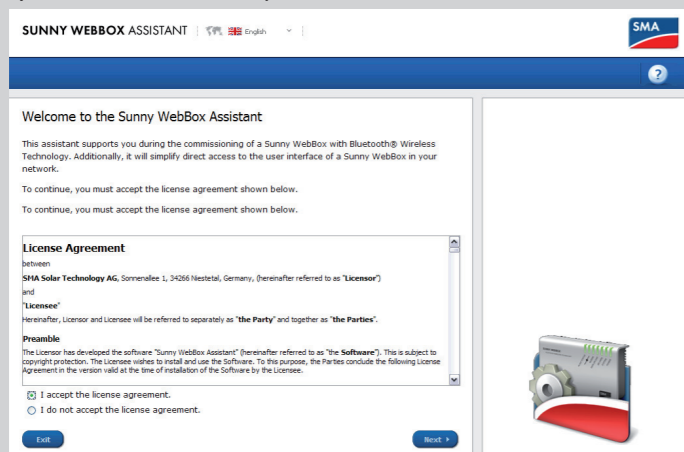 SUNNY WEBBOX ASSISTANT English
SMA
?
Welcome to the Sunny WebBox Assistant
This assistant supports you during the commissioning of a Sunny WebBox with Bluetooth® Wireless
Technology. Additionally, it will simplify direct access to the user interface of a Sunny WebBox in your
network.
To continue, you must accept the license agreement shown below.
To continue, you must accept the license agreement shown below.
License Agreement
between
SMA Solar Technology AG, Sonnenallee 1, 34266 Niestetal, Germany, (hereinafter referred to as "Licensor")
and
"Licensee"
Hereinafter, Licensor and Licensee will be referred to separately as "the Party" and together as "the Parties".
Preamble
The Licensor has developed the software "Sunny WebBox Assistant" (hereinafter referred to as "the Software"). This is subject to
copyright protection. The Licensee wishes to install and use the Software. To this purpose, the Parties conclude the following License
Agreement in the version valid at the time of installation of the Software by the Licensee.
I accept the license agreement.
I do not accept the license agreement.
Exit
Next